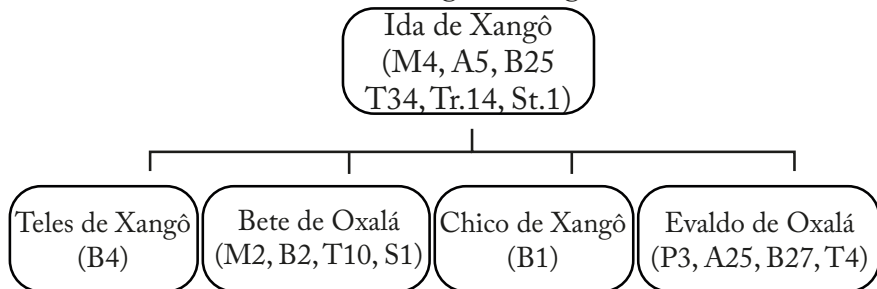 Ida de Xangô
(M4, A5, B25
T34, Tr.14, St.1)
Teles de Xangô
(B4)
Bete de Oxalá
(M2, B2, T10, S1)
Chico de Xangô
(B1)
Evaldo de Oxalá
(P3, A25, B27, T4)